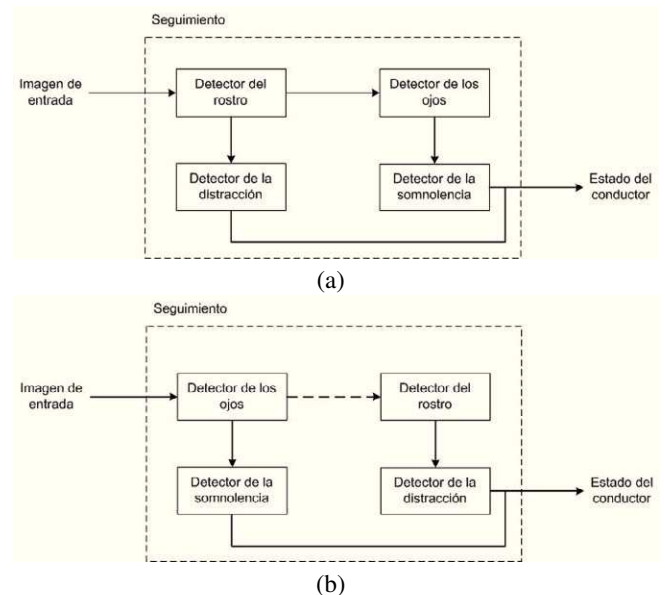 Seguimiento
Imagen de
entrada
Detector del
rostro
Detector de los
ojos
Detector de la
distracción
Detector de la
somnolencia
Estado del
conductor
(a)
Seguimiento
Imagen de
entrada
Detector de los
ojos
Detector del
rostro
Detector de la
somnolencia
Detector de la
distracción
Estado del
conductor
(b)